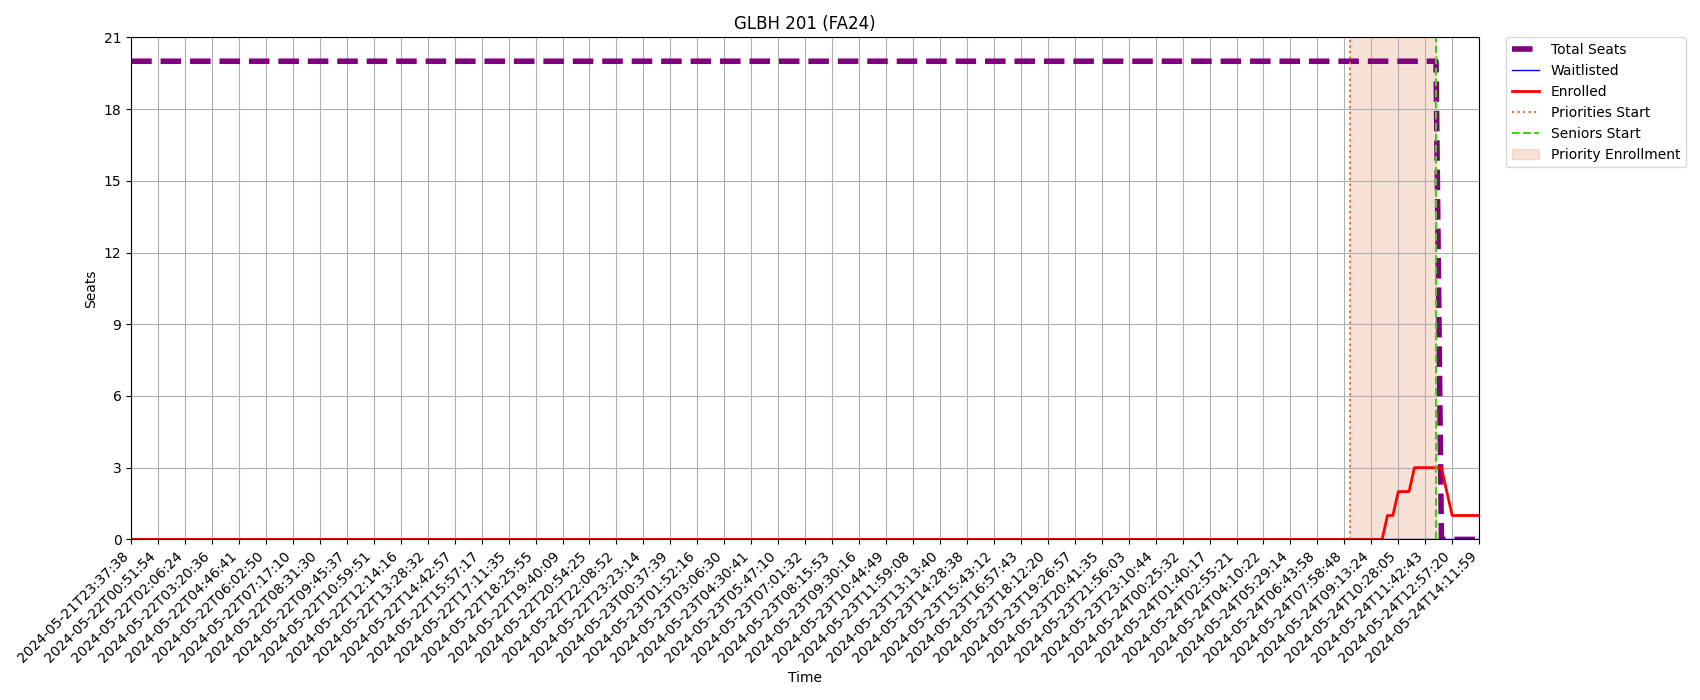 GLBH 201 (FA24)
21
18
15
12
9
6
3
0
Seats
Total Seats
Waitlisted
Enrolled
Priorities Start
Seniors Start
Priority Enrollment
2024-05-21T23:37:38
2024-05-22T00:51:54
2024-05-22T02:06:24
2024-05-22T03:20:36
2024-05-22T04:46:41
2024-05-22T06:02:50
2024-05-22T07:17:10
2024-05-22T08:31:30
2024-05-22T09:45:37
2024-05-22T10:59:51
2024-05-22T12:14:16
2024-05-22T13:28:32
2024-05-22T14:42:57
2024-05-22T15:57:17
2024-05-22T17:11:35
2024-05-22T18:25:55
2024-05-22T19:40:09
2024-05-22T20:54:25
2024-05-22T22:08:52
2024-05-22T23:23:14
2024-05-23T00:37:39
2024-05-23T01:52:16
2024-05-23T03:06:30
2024-05-23T04:30:41
2024-05-23T05:47:10
2024-05-23T07:01:32
2024-05-23T08:15:53
2024-05-23T09:30:16
2024-05-23T10:44:49
2024-05-23T11:59:08
2024-05-23T13:13:40
2024-05-23T14:28:38
2024-05-23T15:43:12
2024-05-23T16:57:43
2024-05-23T18:12:20
2024-05-23T19:26:57
2024-05-23T20:41:35
2024-05-23T21:56:03
2024-05-23T23:10:44
2024-05-24T00:25:32
2024-05-24T01:40:17
2024-05-24T02:55:21
2024-05-24T04:10:22
2024-05-24T05:29:14
2024-05-24T06:43:58
2024-05-24T07:58:48
2024-05-24T09:13:24
2024-05-24T10:28:05
2024-05-24T11:42:43
2024-05-24T12:57:20
2024-05-24T14:11:59
Time